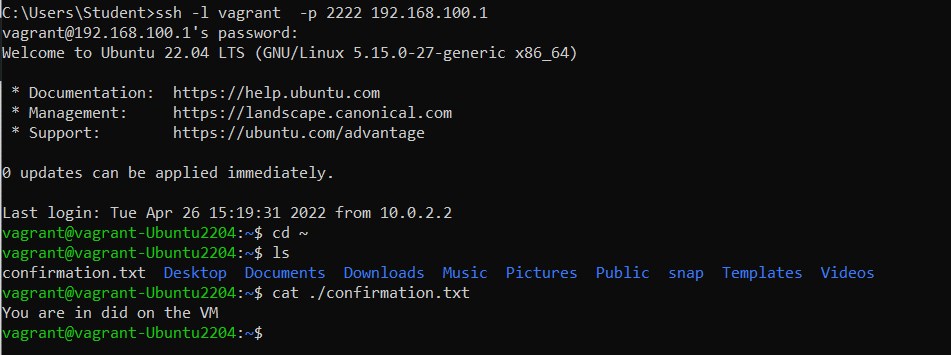 C:\Users\Student>ssh -l vagrant  -p 2222 192.168.100.1
vagrant@192.168.100.1's password:
Welcome to Ubuntu 22.04 LTS (GNU/Linux 5.15.0-27-generic x86_64)
* Documentation:  https://help.ubuntu.com
* Management:     https://landscape.canonical.com
* Support:        https://ubuntu.com/advantage
0 updates can be applied immediately.
Last login: Tue Apr 26 15:19:31 2022 from 10.0.2.2
vagrant@vagrant-Ubuntu2204:~$ cd ~
vagrant@vagrant-Ubuntu2204:~$ ls
confirmation.txt  Desktop  Documents  Downloads  Music  Pictures  Public  snap  Templates  Videos
vagrant@vagrant-Ubuntu2204:~$ cat ./confirmation.txt
You are in did on the VM
vagrant@vagrant-Ubuntu2204:~$